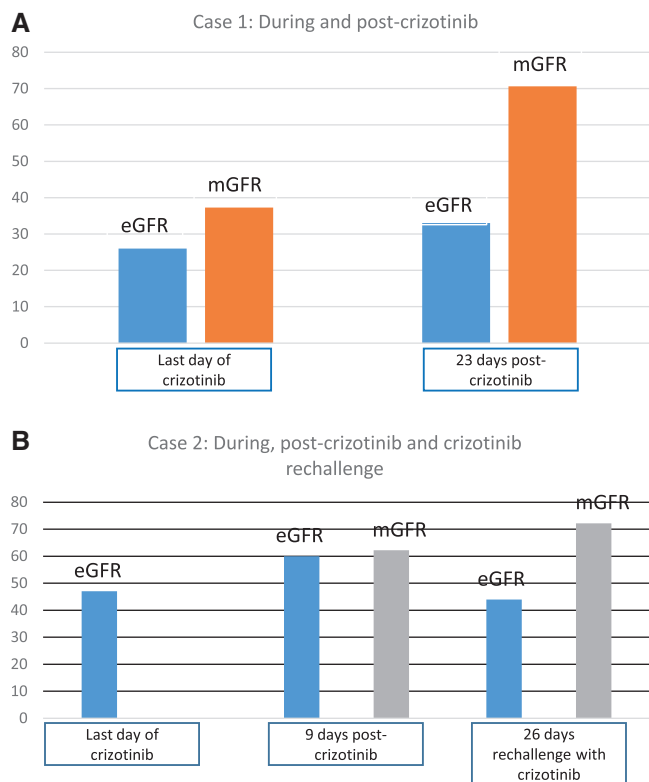 A
Case 1: During and post-crizotinib
80
70
60
50
40
30
20
10
0
eGFR
mGFR
eGFR
mGFR
Last day of
crizotinib
23 days post-
crizotinib
B
Case 2: During, post-crizotinib and crizotinib
rechallenge
80
70
60
50
40
30
20
10
0
eGFR
eGFR
mGFR
eGFR
mGFR
Last day of
crizotinib
9 days post-
crizotinib
26 days
rechallenge with
crizotinib